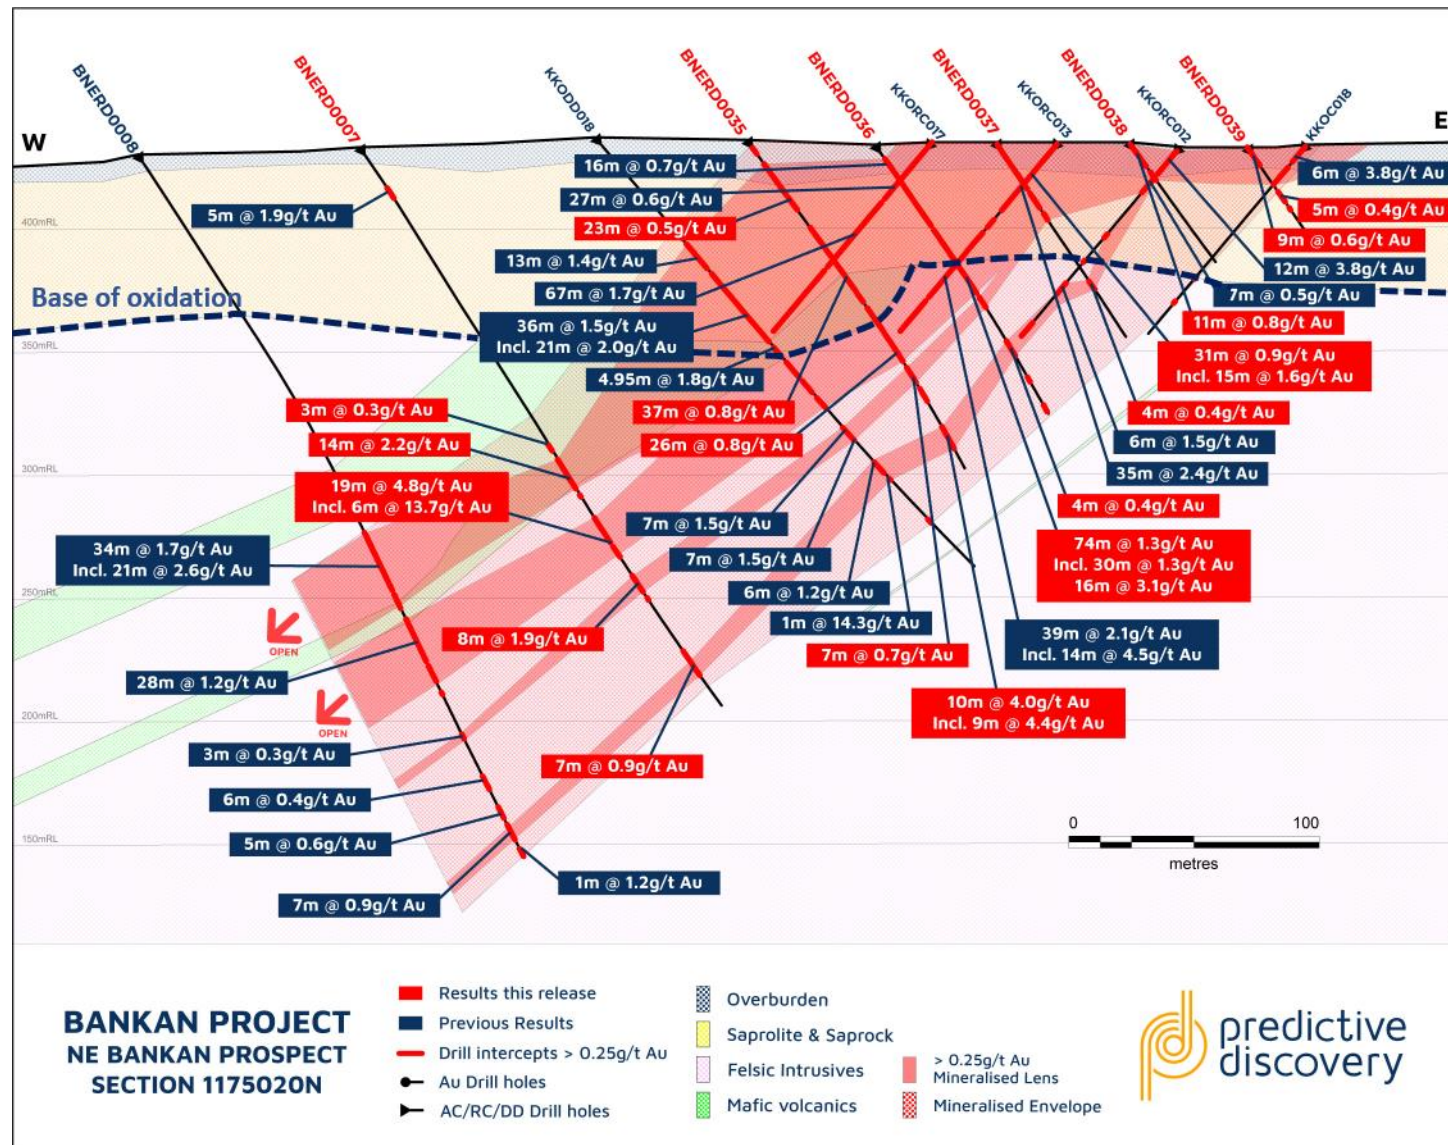 BNERD0008
BNERD0007
KKODD018
BNERD0035
BNERD0036
KKORC017
BNERD0037
KKORC013
BNERD0038
KKORC012
BNERD0039
KKOC018
W
E
16m @ 0.7g/t Au
6m @ 3.8g/t Au
27m @ 0.6g/t Au
5m @ 0.4g/t Au
5m @ 1.9g/t Au
400mRL
23m @ 0.5g/t Au
9m @ 0.6g/t Au
13m @ 1.4g/t Au
12m @ 3.8g/t Au
67m @ 1.7g/t Au
7m @ 0.5g/t Au
Base of oxidation
36m @ 1.5g/t Au
Incl. 21m @ 2.0g/t Au
11m @ 0.8g/t Au
350mRL
31m @ 0.9g/t Au
Incl. 15m @ 1.6g/t Au
4.95m @ 1.8g/t Au
3m @ 0.3g/t Au
37m @ 0.8g/t Au
4m @ 0.4g/t Au
14m @ 2.2g/t Au
26m @ 0.8g/t Au
6m @ 1.5g/t Au
300mRL
35m @ 2.4g/t Au
19m @ 4.8g/t Au
Incl. 6m @ 13.7g/t Au
4m @ 0.4g/t Au
7m @ 1.5g/t Au
34m @ 1.7g/t Au
Incl. 21m @ 2.6g/t Au
7m @ 1.5g/t Au
74m @ 1.3g/t Au
Incl. 30m @ 1.3g/t Au
16m @ 3.1g/t Au
250mRL
6m @ 1.2g/t Au
1m @ 14.3g/t Au
OPEN
8m @ 1.9g/t Au
7m @ 0.7g/t Au
39m @ 2.1g/t Au
Incl. 14m @ 4.5g/t Au
28m @ 1.2g/t Au
10m @ 4.0g/t Au
Incl. 9m @ 4.4g/t Au
200mRL
OPEN
3m @ 0.3g/t Au
7m @ 0.9g/t Au
6m @ 0.4g/t Au
5m @ 0.6g/t Au
150mRL
0 100
metres
1m @ 1.2g/t Au
7m @ 0.9g/t Au
BANKAN PROJECT
NE BANKAN PROSPECT
SECTION 1175020N
Results this release
Previous Results
Drill intercepts > 0.25g/t Au
Au Drill holes
AC/RC/DD Drill holes
Overburden
Saprolite & Saprock
Felsic Intrusives
Mafic volcanics
> 0.25g/t Au
Mineralised Lens
Mineralised Envelope
predictive
discovery